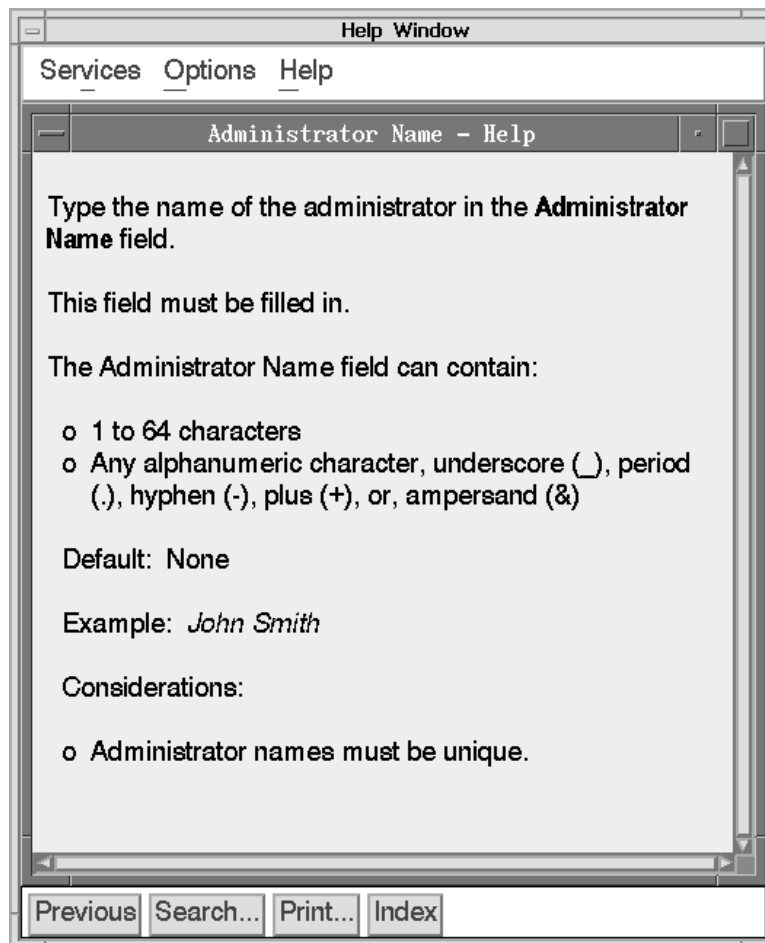 Help Window
Services Options Help
Administrator Name - Help
Type the name of the administrator in the Administrator
Name field.
This field must be filled in.
The Administrator Name field can contain:
o 1 to 64 characters
o Any alphanumeric character, underscore (_), period
(.), hyphen (-), plus (+), or, ampersand (&)
Default: None
Example: John Smith
Considerations:
o Administrator names must be unique.
Previous Search... Print... Index